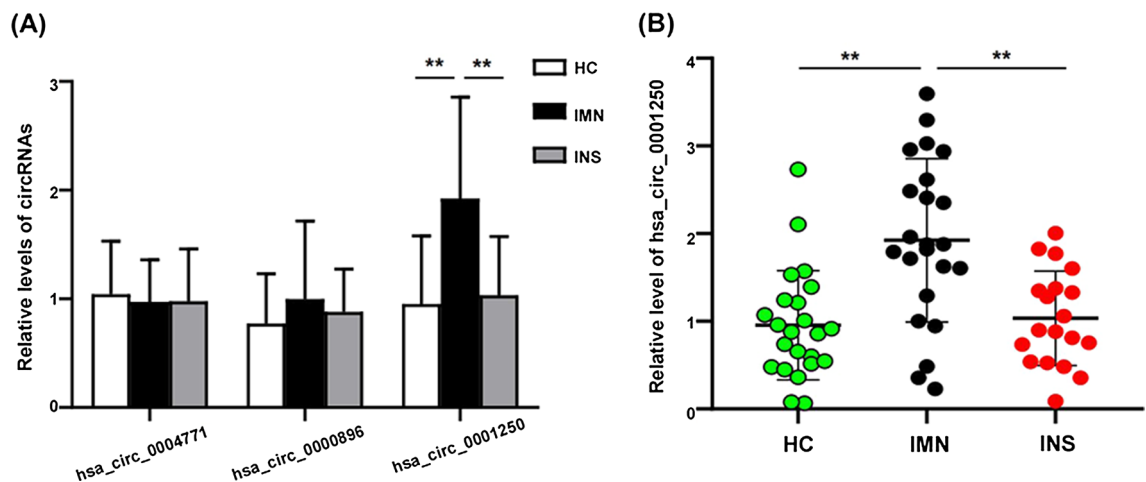 (A)
Relative levels of circRNAs
3
2
1
0
** **
HC
IMN
INS
hsa_circ_0004771
hsa_circ_0000896
hsa_circ_0001250
(B)
Relative level of hsa_circ_0001250
4
3
2
1
0
** **
HC IMN INS